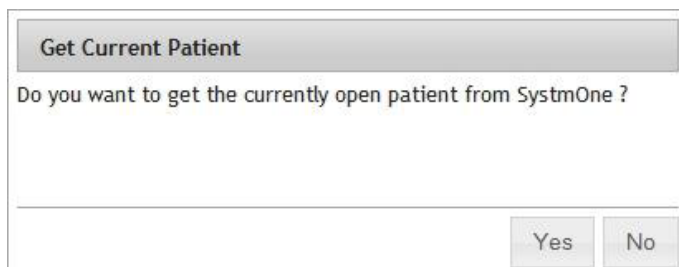 Get Current Patient
Do you want to get the currently open patient from SystmOne ?
Yes No